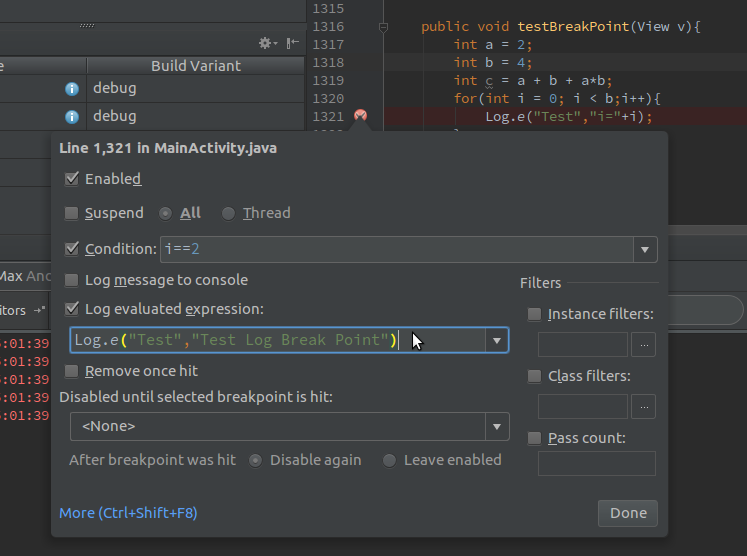 1315
1316 public void testBreakPoint(View v){
1317 int a = 2;
1318 int b = 4;
1319 int c = a + b + a*b;
1320 for(int i = 0; i < b;i++){
1321 Log.e("Test","i="+i);
e Build Variant
debug
debug
Line 1,321 in MainActivity.java
Enabled
Suspend All Thread
Condition: i==2
Log message to console
Filters
Log evaluated expression:
Instance filters:
Log.e("Test","Test Log Break Point")
...
Remove once hit
Class filters:
Disabled until selected breakpoint is hit:
...
<None>
Pass count:
After breakpoint was hit Disable again Leave enabled
More (Ctrl+Shift+F8) Done
Max And
itors
:01:39
:01:39
:01:39
:01:39